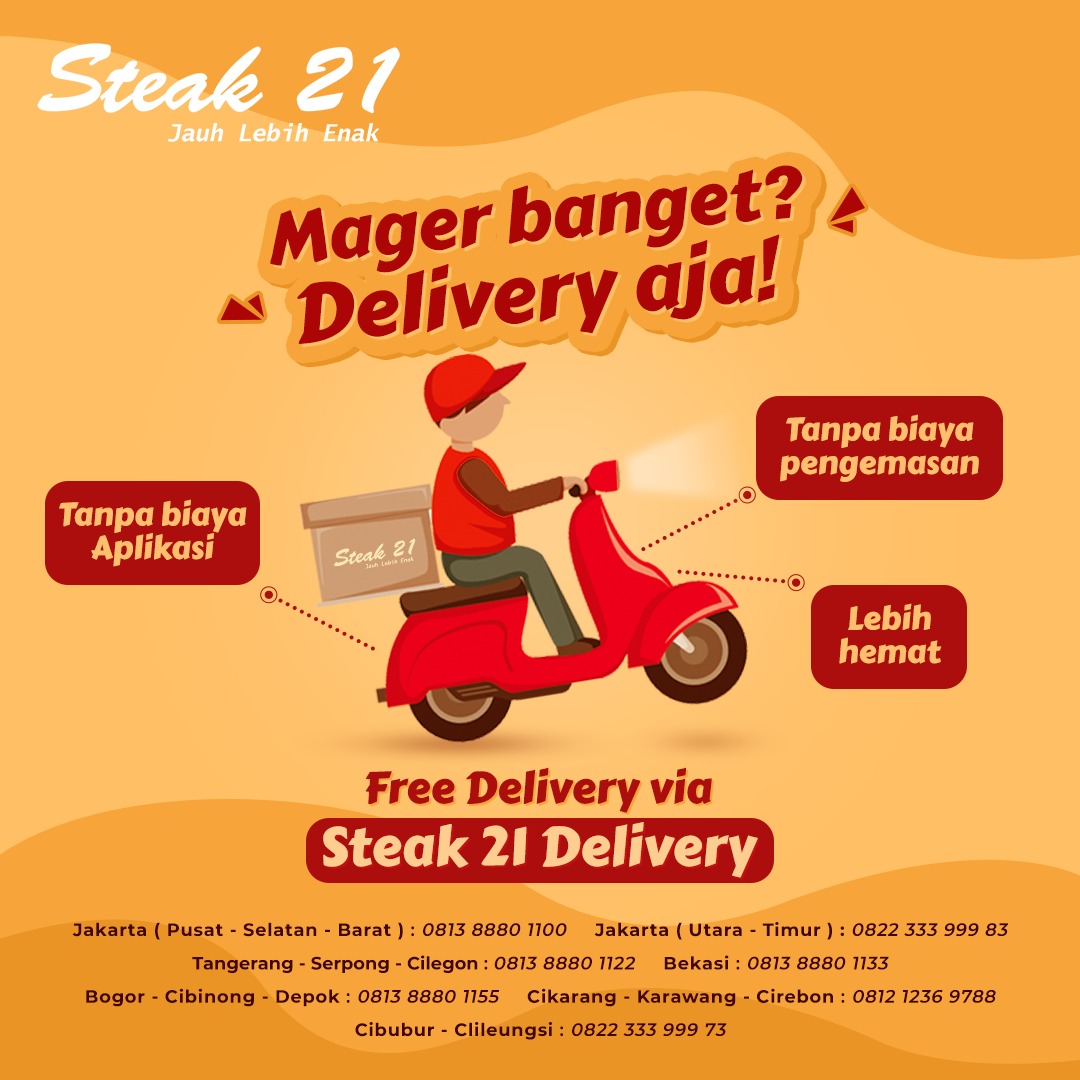 Steak 21
Jauh Lebih Enak
Mager banget?
Delivery aja!
Tanpa biaya
pengemasan
Tanpa biaya
Aplikasi
Steak 21
Jauh Lebih Enak
Lebih
hemat
Free Delivery via
Steak 21 Delivery
Jakarta ( Pusat - Selatan - Barat ) : 0813 8880 1100 Jakarta ( Utara - Timur ) : 0822 333 999 83
Tangerang - Serpong - Cilegon : 0813 8880 1122 Bekasi : 0813 8880 1133
Bogor - Cibinong - Depok : 0813 8880 1155 Cikarang - Karawang - Cirebon : 0812 1236 9788
Cibubur - Clileungsi : 0822 333 999 73